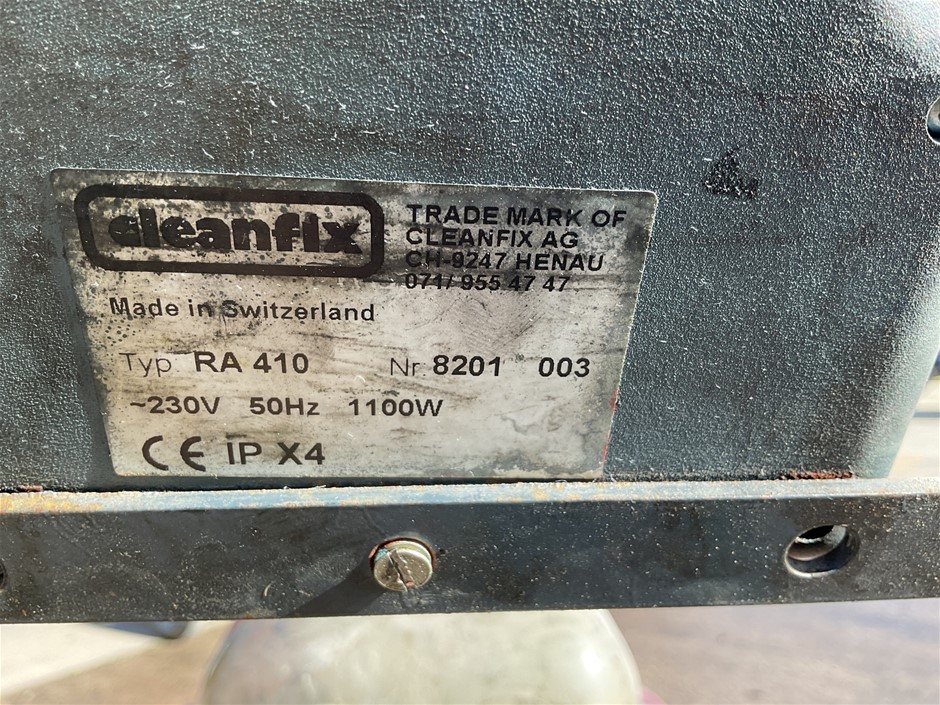 cleanfix
TRADE MARK OF
CLEANFIX AG
CH-9247 HENAU
071/ 955 47 47
Made in Switzerland
Typ RA 410 Nr 8201 003
~230V 50Hz 1100W
CE IP X4